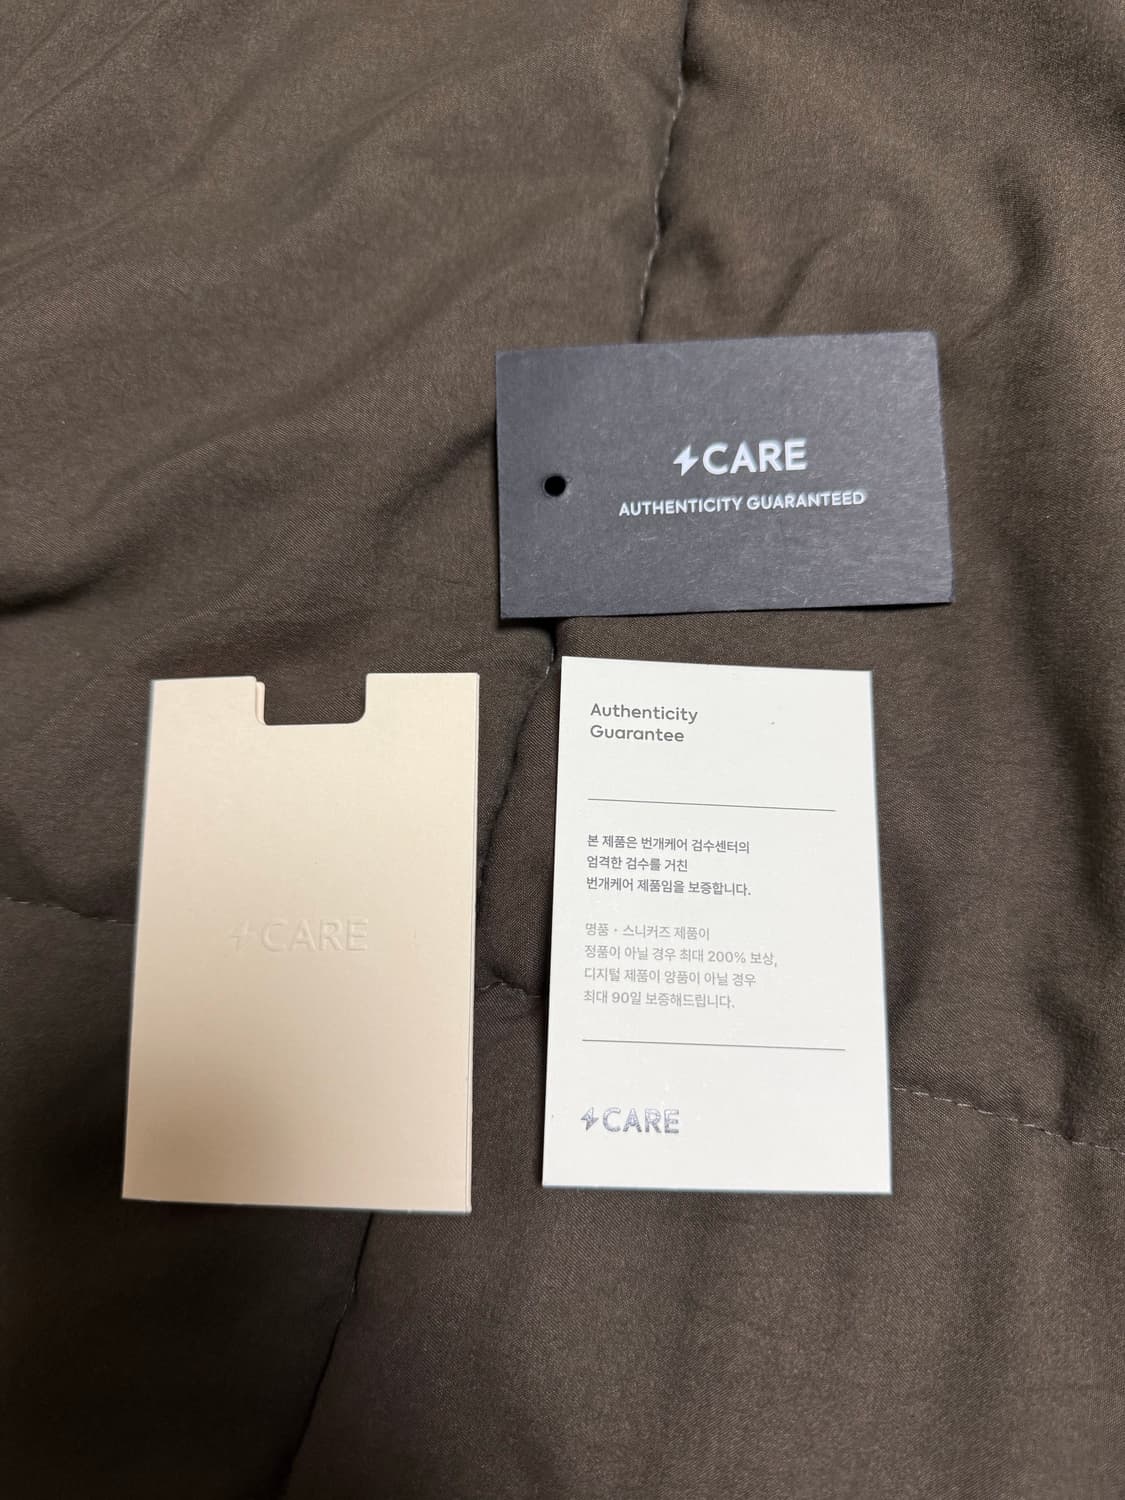 CARE
AUTHENTICITY GUARANTEED
CARE
Authenticity
Guarantee
본 제품은 번개케어 검수센터의
엄격한 검수를 거친
번개케어 제품임을 보증합니다.
명품・스니커즈 제품이
정품이 아닐 경우 최대 200% 보상,
디지털 제품이 양품이 아닐 경우
최대 90일 보증해드립니다.
CARE